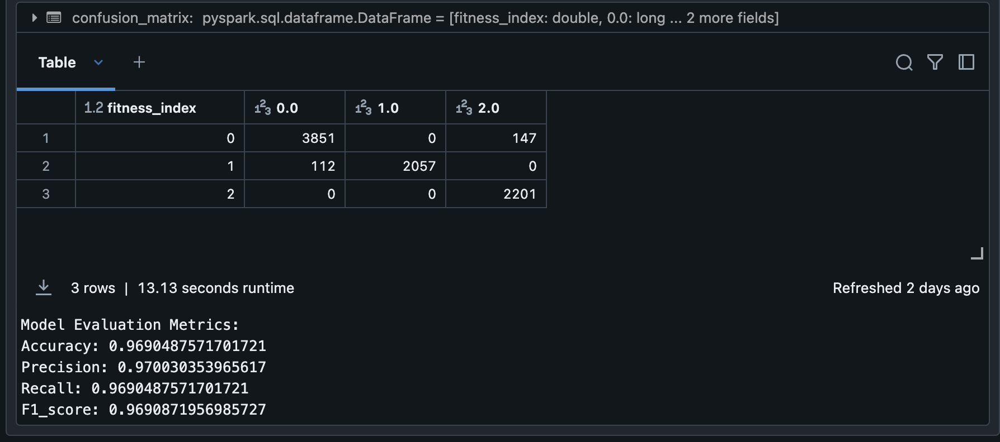 confusion_matrix: pyspark.sql.dataframe.DataFrame = [fitness_index: double, 0.0: long ... 2 more fields]
Table
1.2 fitness_index 123 0.0 123 1.0 123 2.0
1 0 3851 0 147
2 1 112 2057 0
3 2 0 0 2201
3 rows | 13.13 seconds runtime Refreshed 2 days ago
Model Evaluation Metrics:
Accuracy: 0.9690487571701721
Precision: 0.970030353965617
Recall: 0.9690487571701721
F1_score: 0.9690871956985727